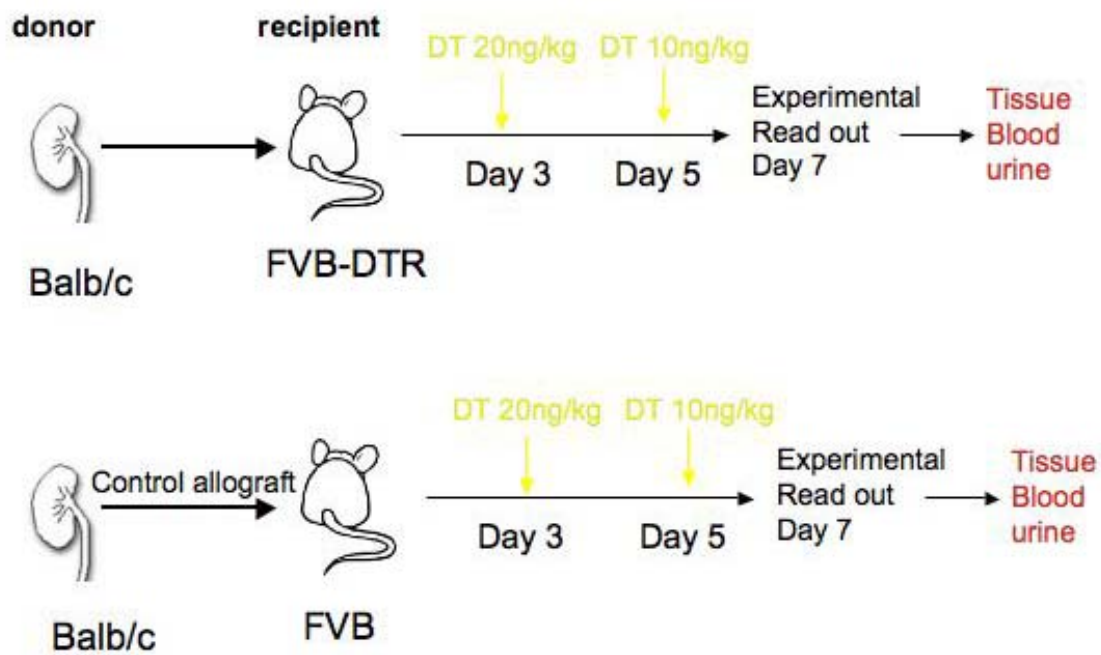 donor
recipient
DT 20ng/kg
DT 10ng/kg
Experimental
Read out
Day 7
Tissue
Blood
urine
Day 3
Day 5
Balb/c
FVB-DTR
DT 20ng/kg
DT 10ng/kg
Control allograft
Experimental
Read out
Day 7
Tissue
Blood
urine
Day 3
Day 5
Balb/c
FVB